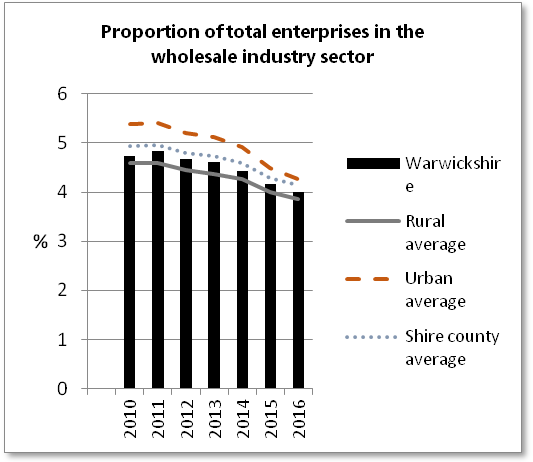 Proportion of total enterprises in the
wholesale industry sector
6
5
4
% 3
2
1
0
2010 2011 2012 2013 2014 2015 2016
Warwickshir
e
Rural
average
Urban
average
Shire county
average